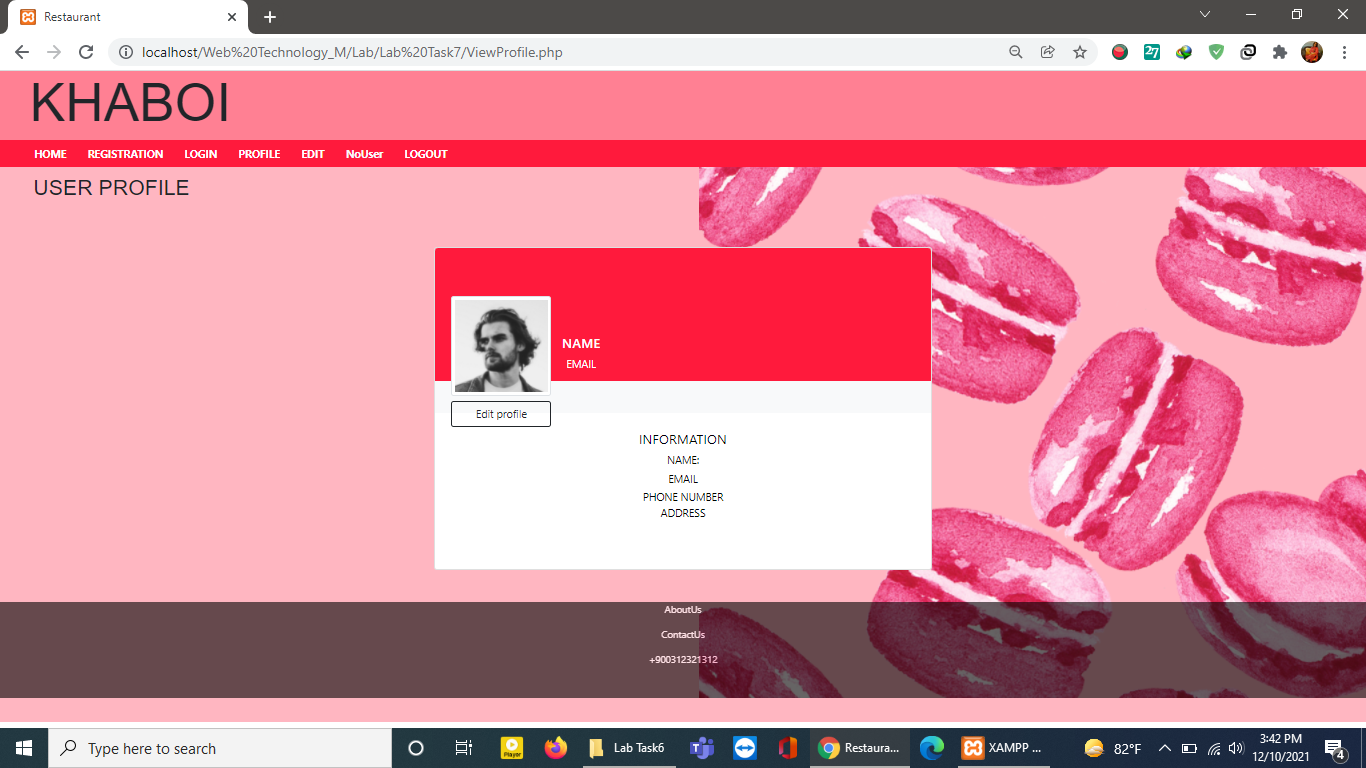 Restaurant
localhost/Web%20Technology_M/Lab/Lab%20Task7/ViewProfile.php
27
KHABOI
HOME REGISTRATION LOGIN PROFILE EDIT NoUser LOGOUT
USER PROFILE
NAME
EMAIL
Edit profile
INFORMATION
NAME:
EMAIL
PHONE NUMBER
ADDRESS
AboutUs
ContactUs
+900312321312
Type here to search
Player
Lab Task6
Restaura...
XAMPP ...
82°F
3:42 PM
12/10/2021
4